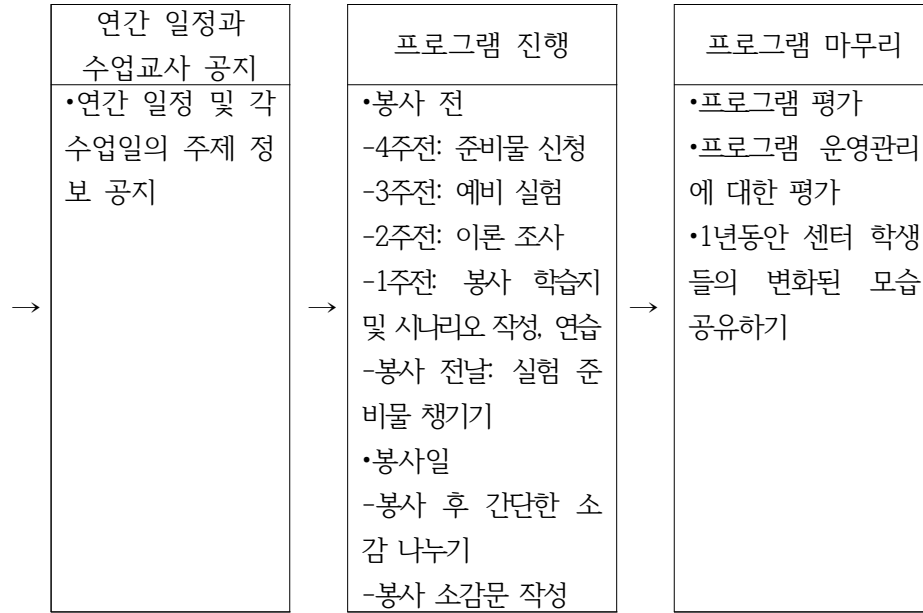 연간 일정과
수업교사 공지
•연간 일정 및 각
수업일의 주제 정
보 공지
→
→
프로그램 진행
•봉사 전
-4주전: 준비물 신청
-3주전: 예비 실험
-2주전: 이론 조사
-1주전: 봉사 학습지
및 시나리오 작성, 연습
-봉사 전날: 실험 준
비물 챙기기
•봉사일
-봉사 후 간단한 소
감 나누기
-봉사 소감문 작성
→
프로그램 마무리
•프로그램 평가
•프로그램 운영관리
에 대한 평가
•1년동안 센터 학생
들의 변화된 모습
공유하기